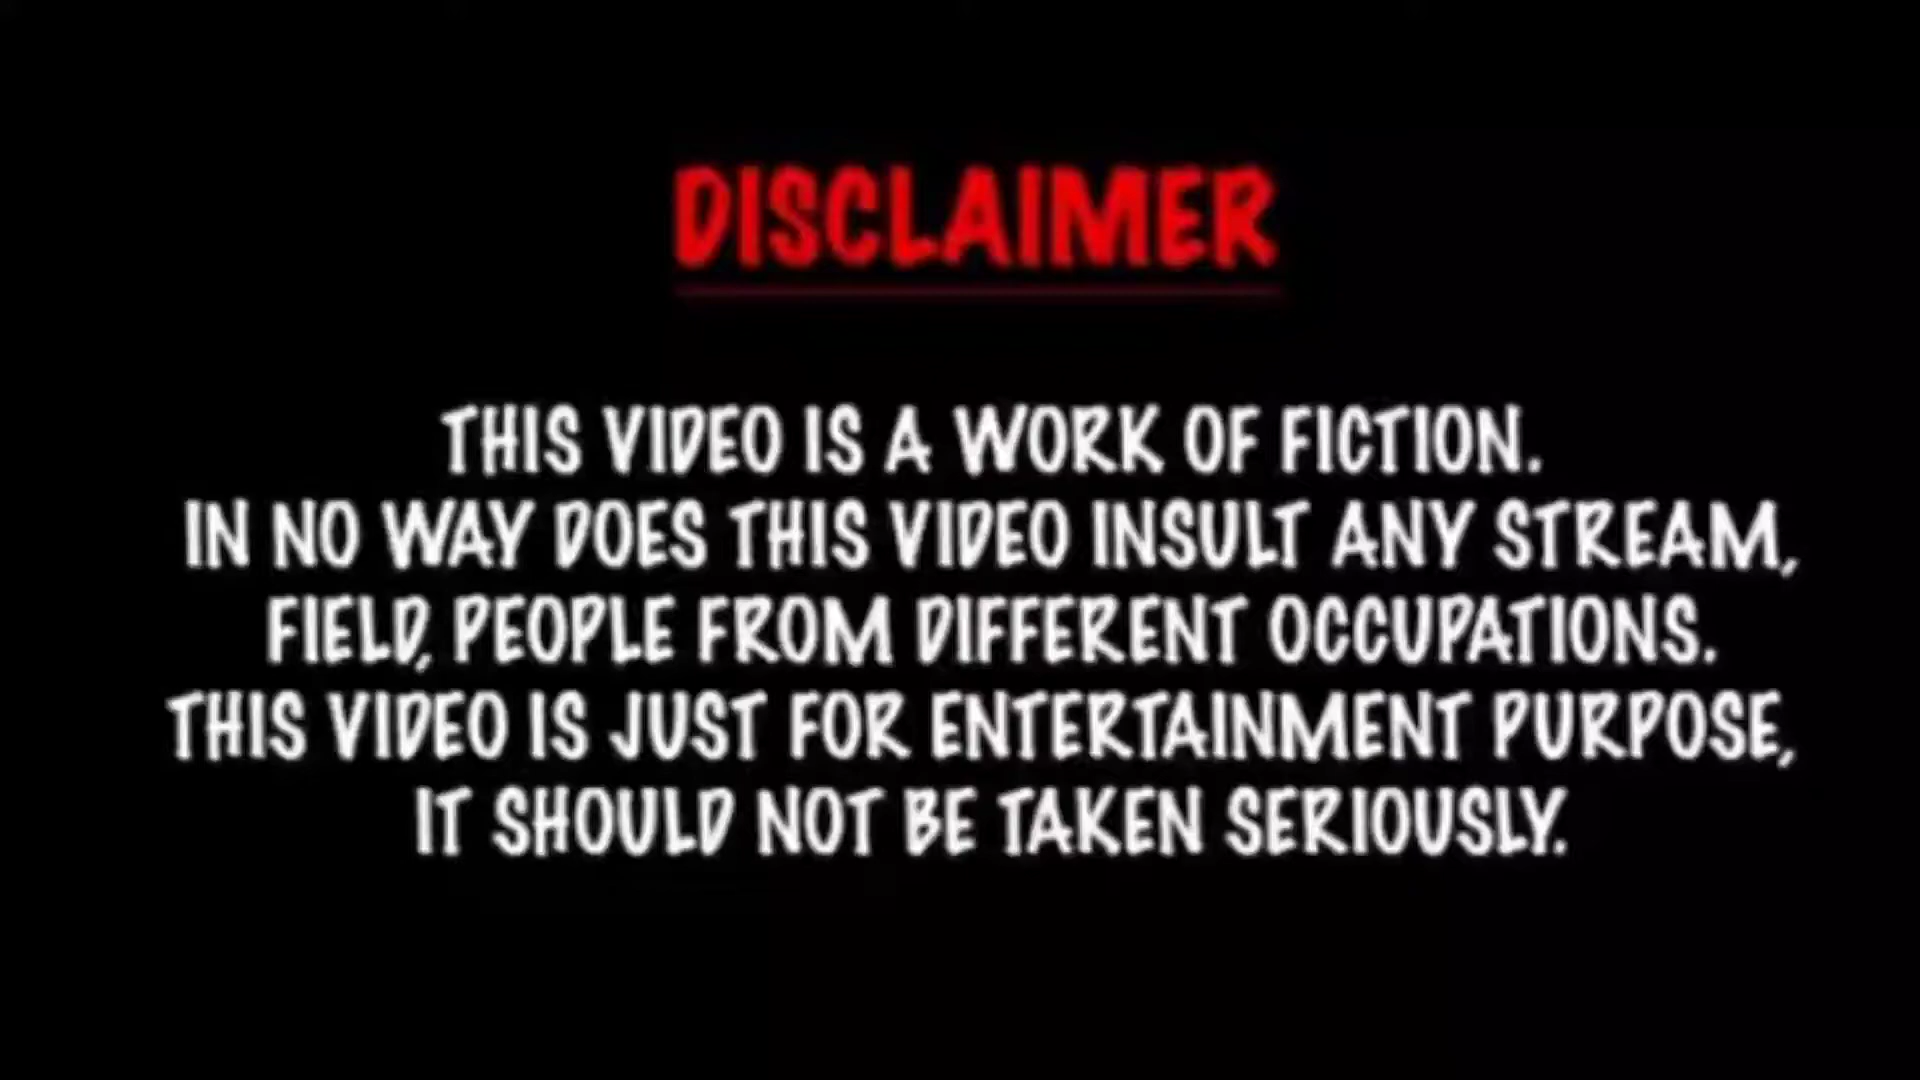 DISCLAIMER
THIS VIDEO IS A WORK OF FICTION.
IN NO WAY DOES THIS VIDEO INSULT ANY STREAM,
FIELD, PEOPLE FROM DIFFERENT OCCUPATIONS.
THIS VIDEO IS JUST FOR ENTERTAINMENT PURPOSE,
IT SHOULD NOT BE TAKEN SERIOUSLY.